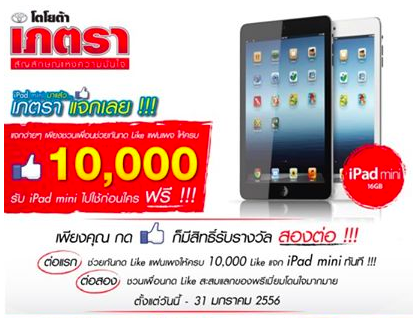 โตโยต้า
เภตรา
สัญลักษณ์แห่งความมั่นใจ
iPad mini มาแล้ว
เภตรา แจกเลย !!!
แจกง่ายๆ เพียงชวนเพื่อนช่วยกันกด Like แฟนเพจ ให้ครบ
10,000
รับ iPad mini ไปใช้ก่อนใคร ฟรี !!!
iPad mini
16GB
เพียงคุณ กด ก็มีสิทธิ์รับรางวัล สองต่อ !!!
ต่อแรก ช่วยกันกด Like แฟนเพจให้ครบ 10,000 Like แจก iPad mini ทันที !!!
ต่อสอง ชวนเพื่อนกด Like สะสมแลกของพรีเมี่ยมโดนใจมากมาย
ตั้งแต่วันนี้ - 31 มกราคม 2556